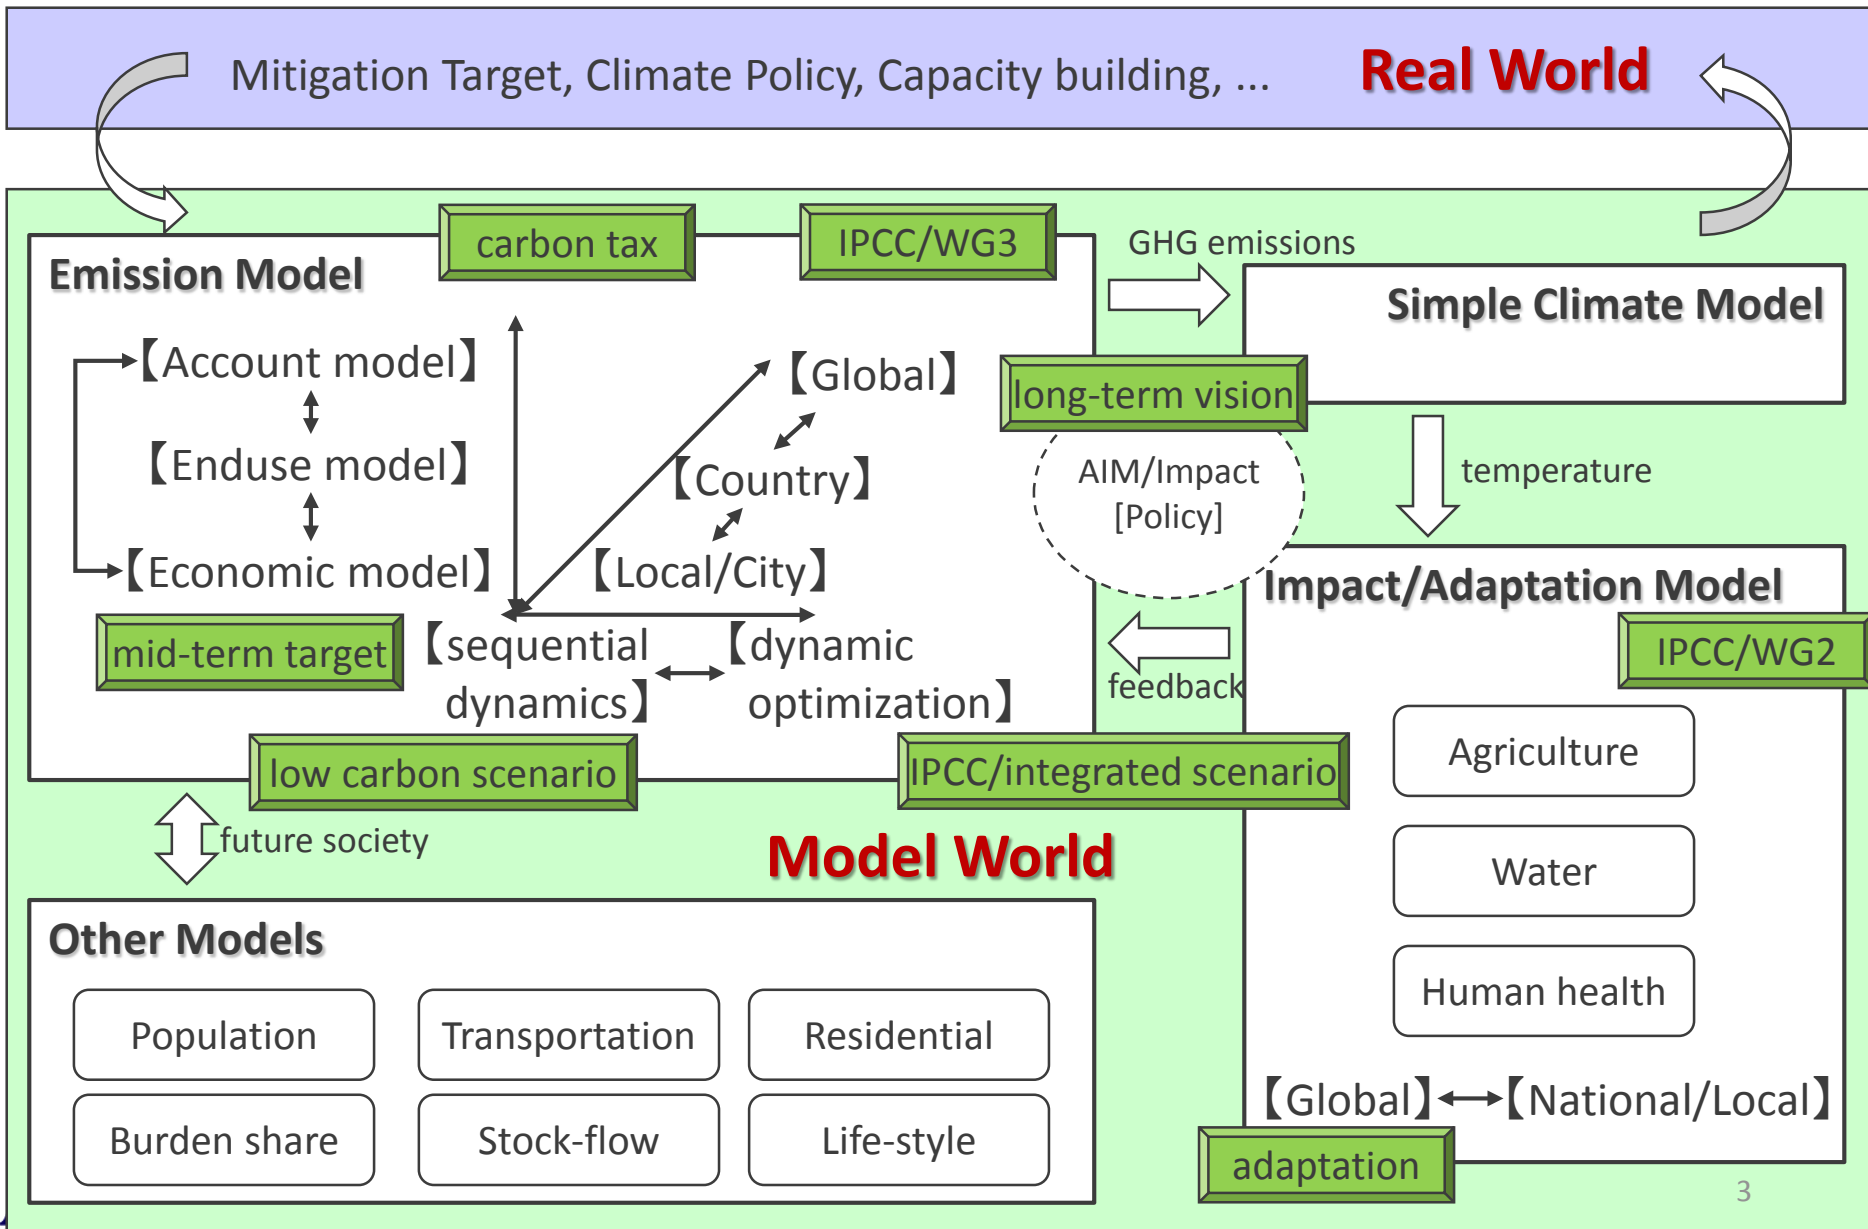 Mitigation Target, Climate Policy, Capacity building, ...
Real World
carbon tax
IPCC/WG3
GHG emissions
Emission Model
Simple Climate Model
【Account model】
【Global】
long-term vision
【Enduse model】
【Country】
AIM/Impact
[Policy]
temperature
【Economic model】
【Local/City】
Impact/Adaptation Model
mid-term target
【sequential
dynamics】
【dynamic
optimization】
feedback
IPCC/WG2
low carbon scenario
IPCC/integrated scenario
Agriculture
future society
Model World
Water
Other Models
Human health
Population
Transportation
Residential
【Global】
【National/Local】
Burden share
Stock-flow
Life-style
adaptation
3